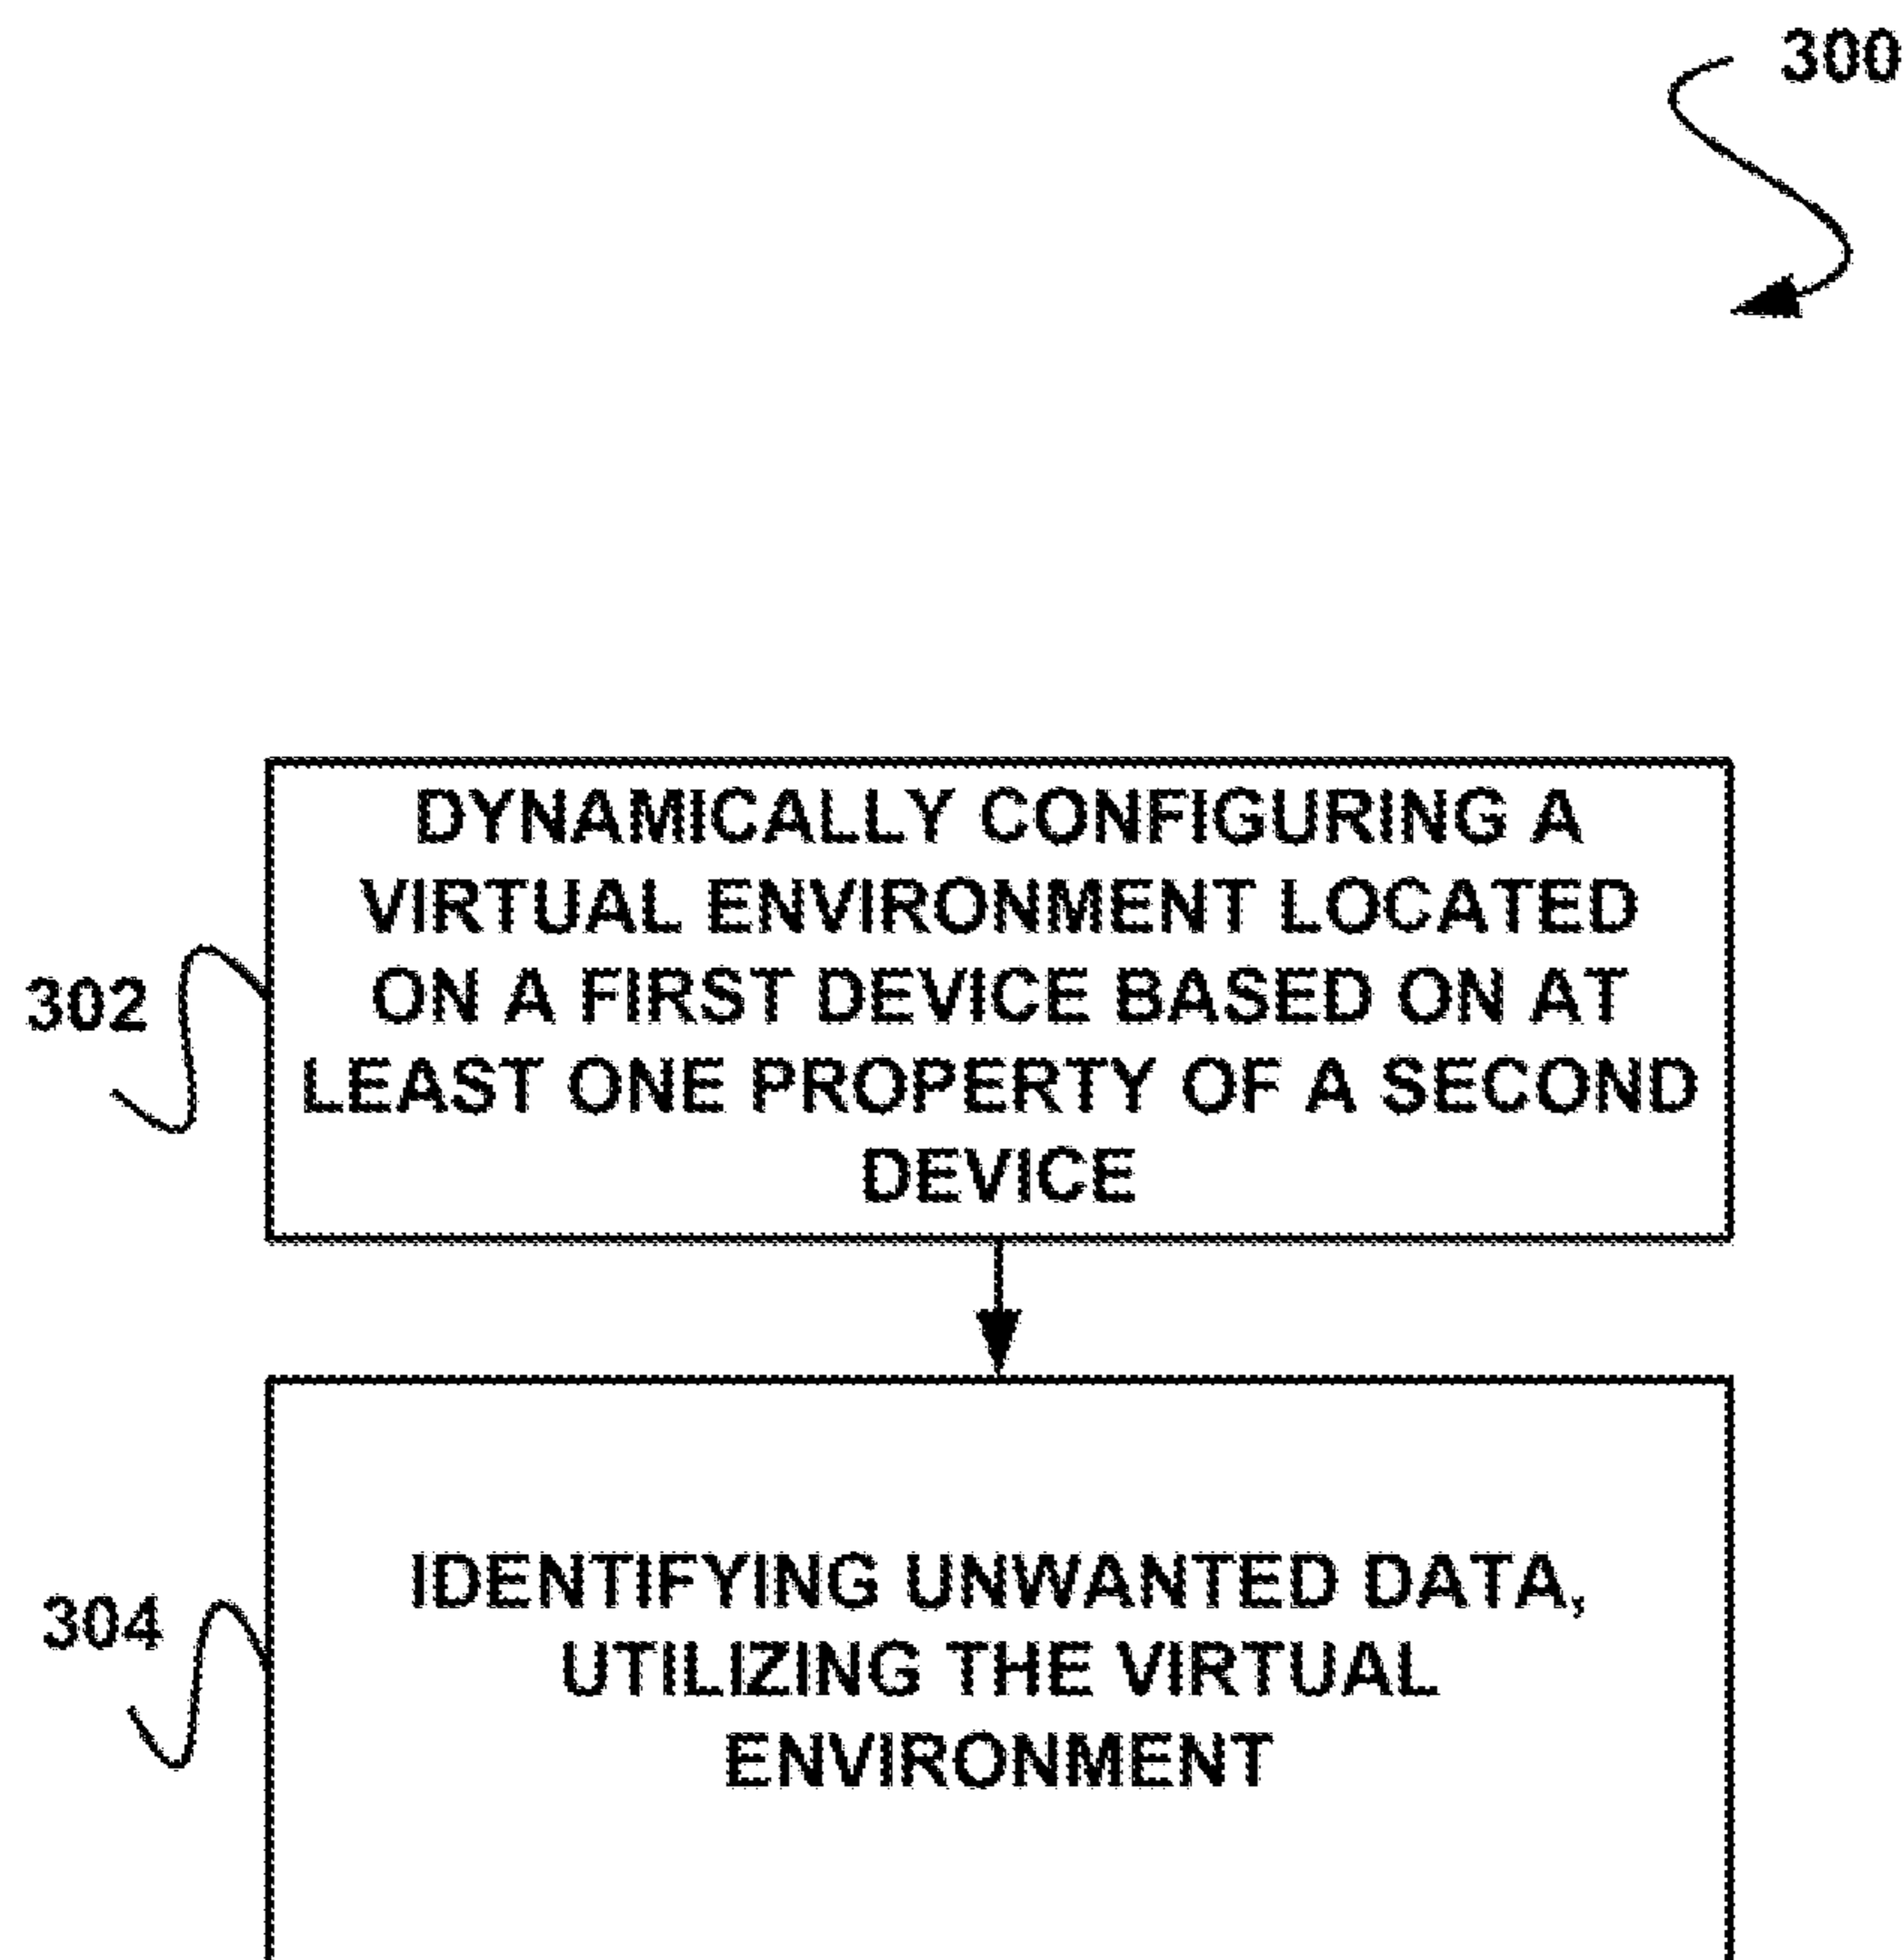 300
DYNAMICALLY CONFIGURING A
VIRTUAL ENVIRONMENT LOCATED
ON A FIRST DEVICE BASED ON AT
LEAST ONE PROPERTY OF A SECOND
DEVICE
302
IDENTIFYING UNWANTED DATA,
UTILIZING THE VIRTUAL
ENVIRONMENT
304